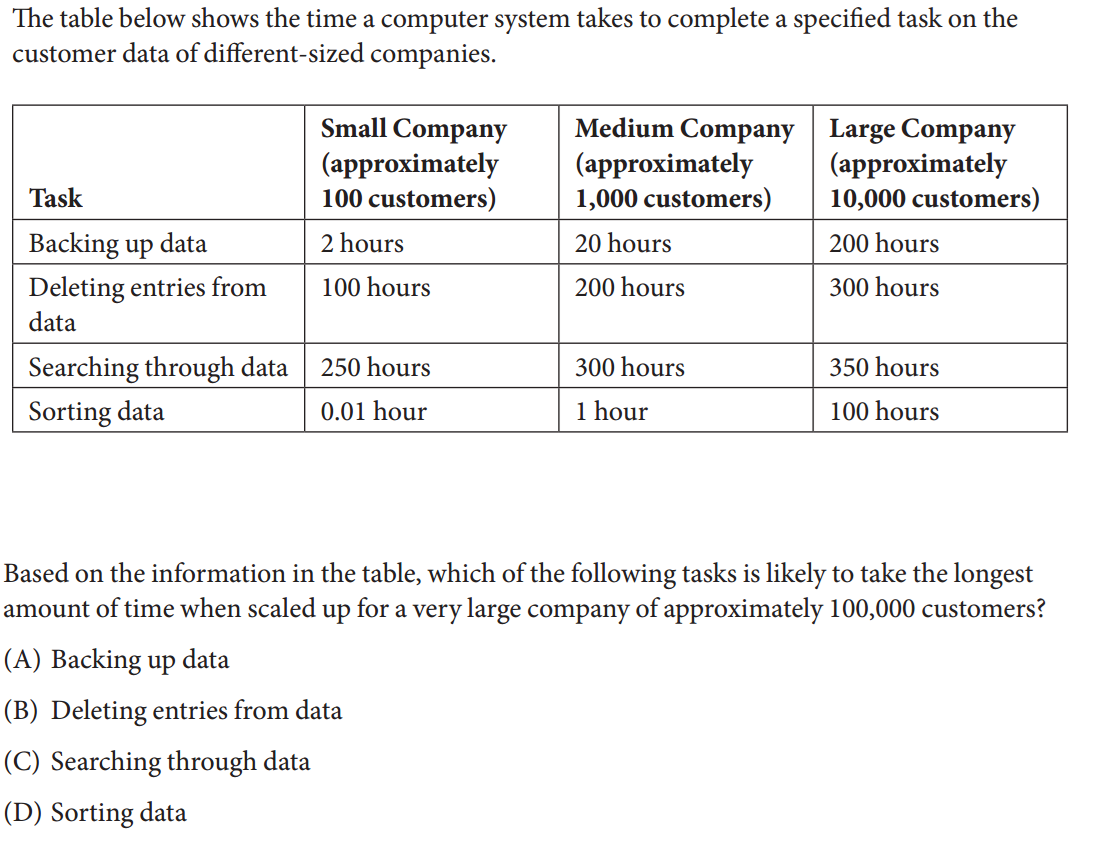 The table below shows the time a computer system takes to complete a specified task on the
customer data of different-sized companies.
Task
Small Company
(approximately
100 customers)
Medium Company
(approximately
1,000 customers)
Large Company
(approximately
10,000 customers)
Backing up data 2 hours 20 hours 200 hours
Deleting entries from
data
100 hours 200 hours 300 hours
Searching through data 250 hours 300 hours 350 hours
Sorting data 0.01 hour 1 hour 100 hours
Based on the information in the table, which of the following tasks is likely to take the longest
amount of time when scaled up for a very large company of approximately 100,000 customers?
(A) Backing up data
(B) Deleting entries from data
(C) Searching through data
(D) Sorting data